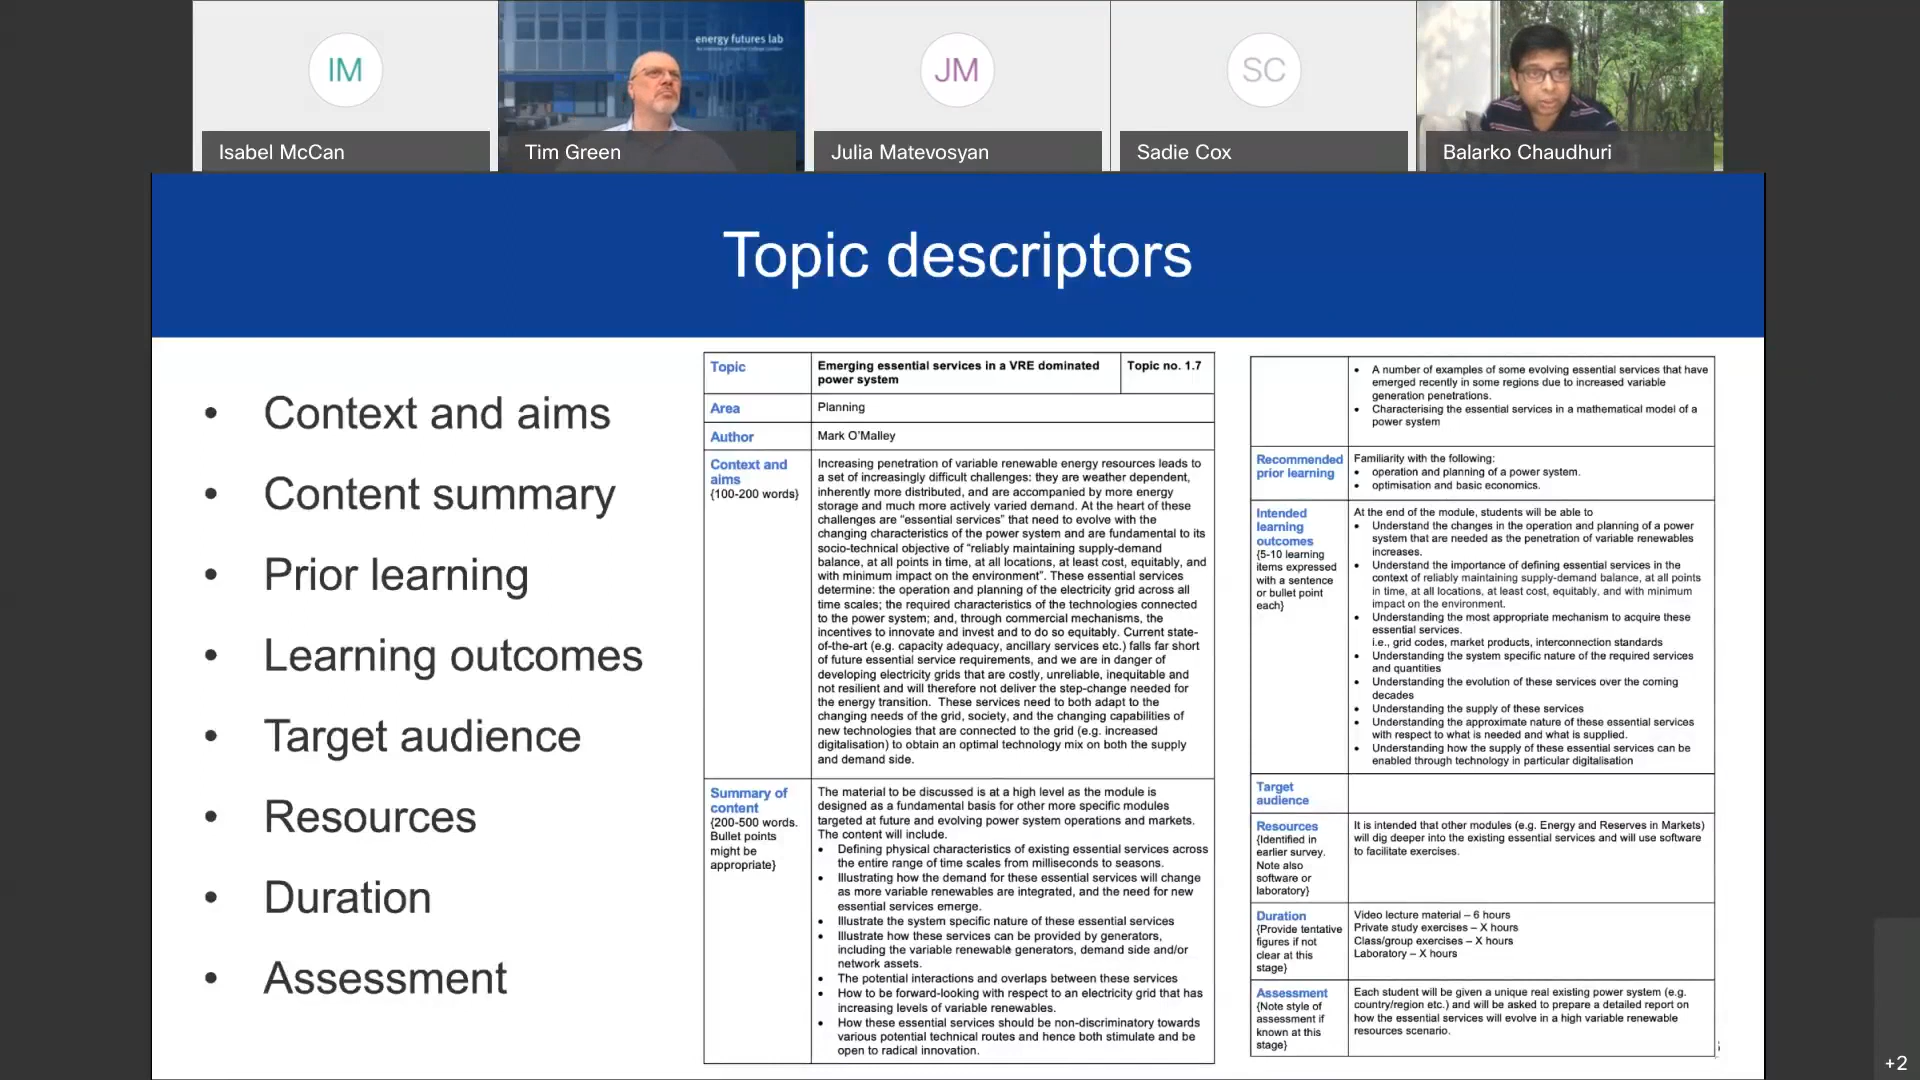 IM
Isabel McCan
energy futures lab
Tim Green
JM
Julia Matevosyan
SC
Sadie Cox
Balarko Chaudhuri
Topic descriptors
• Context and aims
• Content summary
• Prior learning
• Learning outcomes
• Target audience
• Resources
• Duration
• Assessment
Topic
Emerging essential services in a VRE dominated
power system
Topic no. 1.7
Area
Planning
Author
Mark O'Malley
Context and
aims
{100-200 words}
Increasing penetration of variable renewable energy resources leads to
a set of increasingly difficult challenges: they are weather dependent,
inherently more distributed, and are accompanied by more energy
storage and much more actively varied demand. At the heart of these
challenges are “essential services” that need to evolve with the
changing characteristics of the power system and are fundamental to its
socio-technical objective of “reliably maintaining supply-demand
balance, at all points in time, at all locations, at least cost, equitably, and
with minimum impact on the environment”. These essential services
determine: the operation and planning of the electricity grid across all
time scales; the required characteristics of the technologies connected
to the power system; and, through commercial mechanisms, the
incentives to innovate and invest and to do so equitably. Current state-
of-the-art (e.g. capacity adequacy, ancillary services etc.) falls far short
of future essential service requirements, and we are in danger of
developing electricity grids that are costly, unreliable, inequitable and
not resilient and will therefore not deliver the step-change needed for
the energy transition. These services need to both adapt to the
changing needs of the grid, society, and the changing capabilities of
new technologies that are connected to the grid (e.g. increased
digitalisation) to obtain an optimal technology mix on both the supply
and demand side.
Summary of
content
{200-500 words.
Bullet points
might be
appropriate}
The material to be discussed is at a high level as the module is
designed as a fundamental basis for other more specific modules
targeted at future and evolving power system operations and markets.
The content will include.
• Defining physical characteristics of existing essential services across
the entire range of time scales from milliseconds to seasons.
• Illustrating how the demand for these essential services will change
as more variable renewables are integrated, and the need for new
essential services emerge.
• Illustrate the system specific nature of these essential services
• Illustrate how these services can be provided by generators,
including the variable renewable generators, demand side and/or
network assets.
• The potential interactions and overlaps between these services
• How to be forward-looking with respect to an electricity grid that has
increasing levels of variable renewables.
• How these essential services should be non-discriminatory towards
various potential technical routes and hence both stimulate and be
open to radical innovation.
• A number of examples of some evolving essential services that have
emerged recently in some regions due to increased variable
generation penetrations.
• Characterising the essential services in a mathematical model of a
power system
Recommended
prior learning
Familiarity with the following:
• operation and planning of a power system.
• optimisation and basic economics.
Intended
learning
outcomes
{5-10 learning
items expressed
with a sentence
or bullet point
each}
At the end of the module, students will be able to
• Understand the changes in the operation and planning of a power
system that are needed as the penetration of variable renewables
increases.
• Understand the importance of defining essential services in the
context of reliably maintaining supply-demand balance, at all points
in time, at all locations, at least cost, equitably, and with minimum
impact on the environment.
• Understanding the most appropriate mechanism to acquire these
essential services.
i.e., grid codes, market products, interconnection standards
• Understanding the system specific nature of the required services
and quantities
• Understanding the evolution of these services over the coming
decades
• Understanding the supply of these services
• Understanding the approximate nature of these essential services
with respect to what is needed and what is supplied.
• Understanding how the supply of these essential services can be
enabled through technology in particular digitalisation
Target
audience
Resources
{Identified in
earlier survey.
Note also
software or
laboratory}
It is intended that other modules (e.g. Energy and Reserves in Markets)
will dig deeper into the existing essential services and will use software
to facilitate exercises.
Duration
{Provide tentative
figures if not
clear at this
stage}
Video lecture material – 6 hours
Private study exercises – X hours
Class/group exercises – X hours
Laboratory – X hours
Assessment
{Note style of
assessment if
known at this
stage}
Each student will be given a unique real existing power system (e.g.
country/region etc.) and will be asked to prepare a detailed report on
how the essential services will evolve in a high variable renewable
resources scenario.
+2